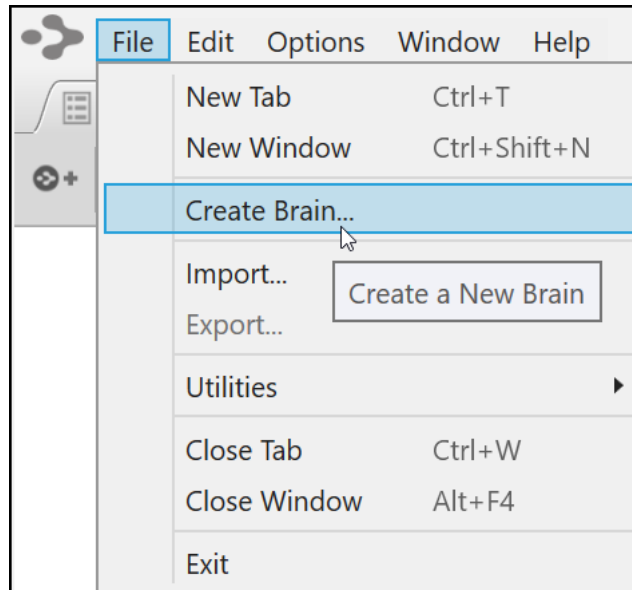 File Edit Options Window Help
New Tab Ctrl+T
New Window Ctrl+Shift+N
Create Brain...
Import...
Create a New Brain
Export...
Utilities
Close Tab Ctrl+W
Close Window Alt+F4
Exit